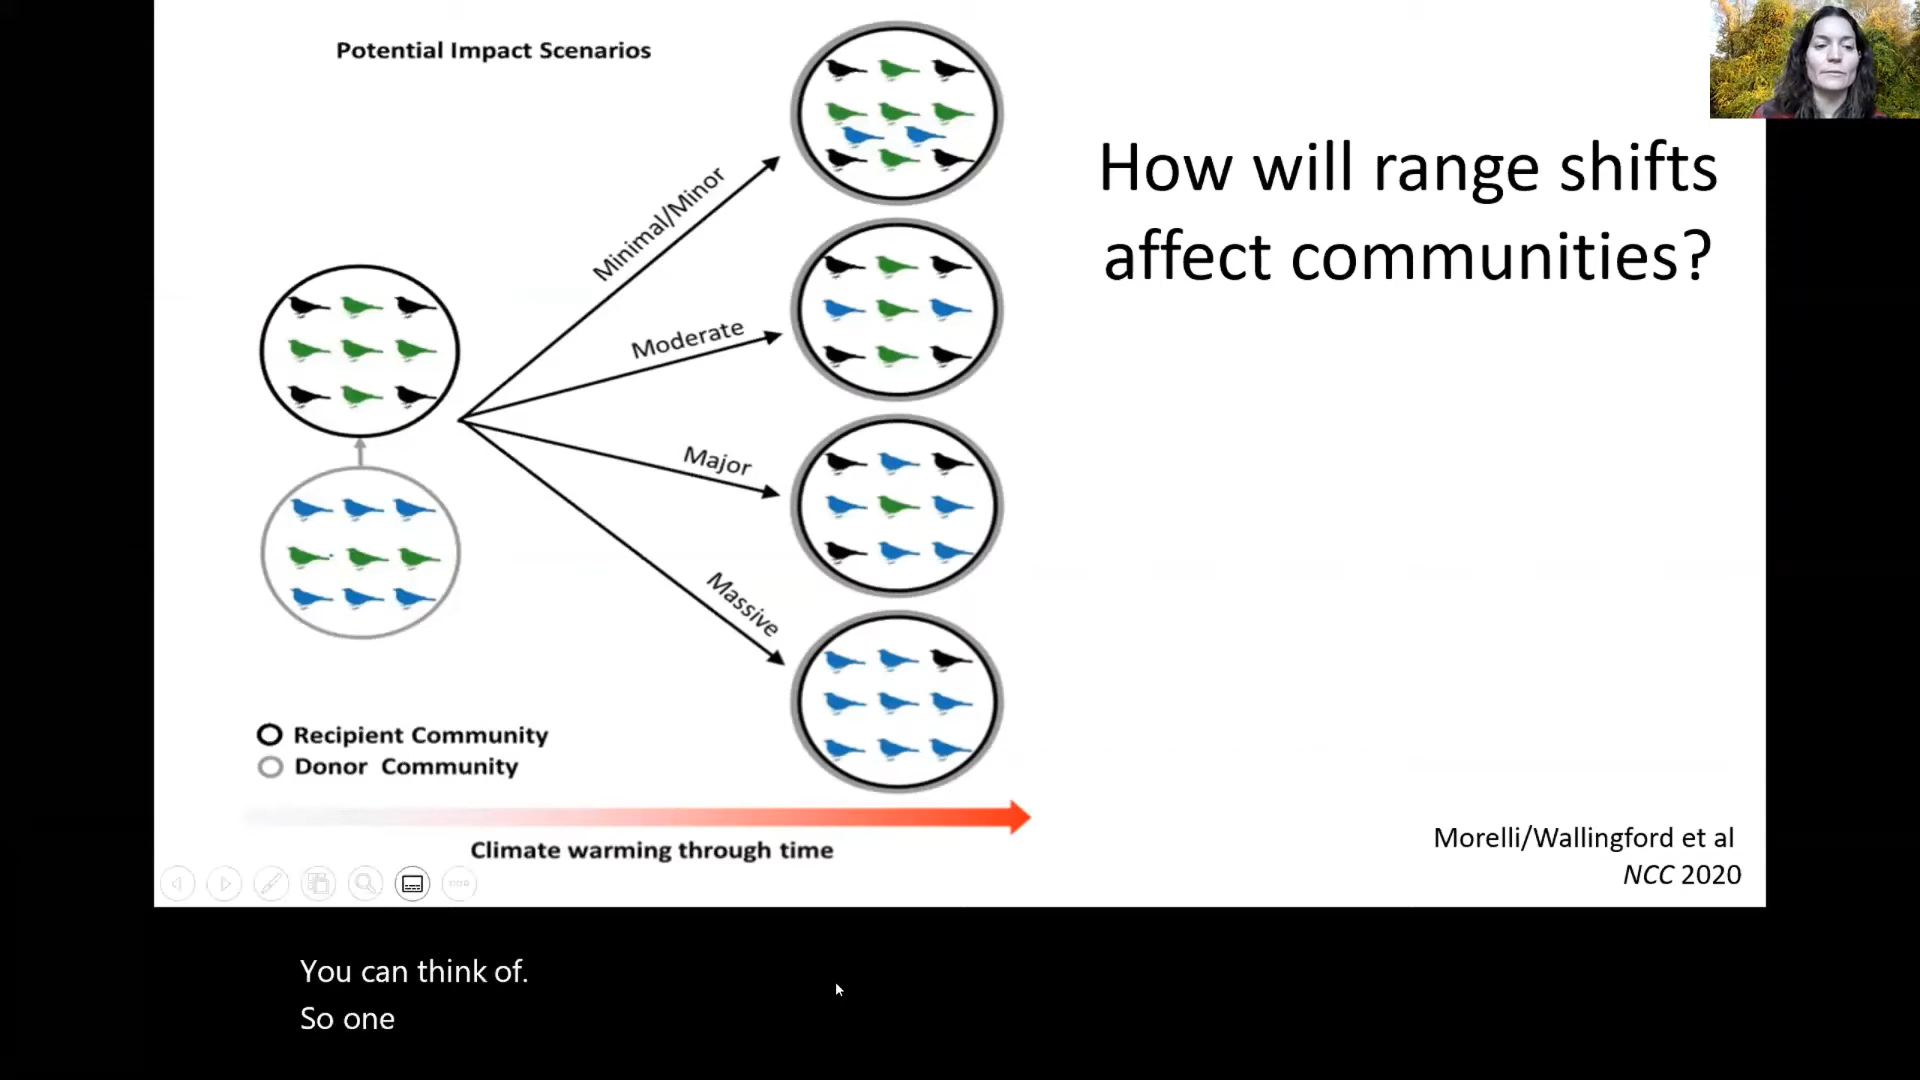 Potential Impact Scenarios
How will range shifts
affect communities?
Minimal/Minor
Moderate
Major
Massive
Recipient Community
Donor Community
Climate warming through time
Morelli/Wallingford et al
NCC 2020
You can think of.
So one